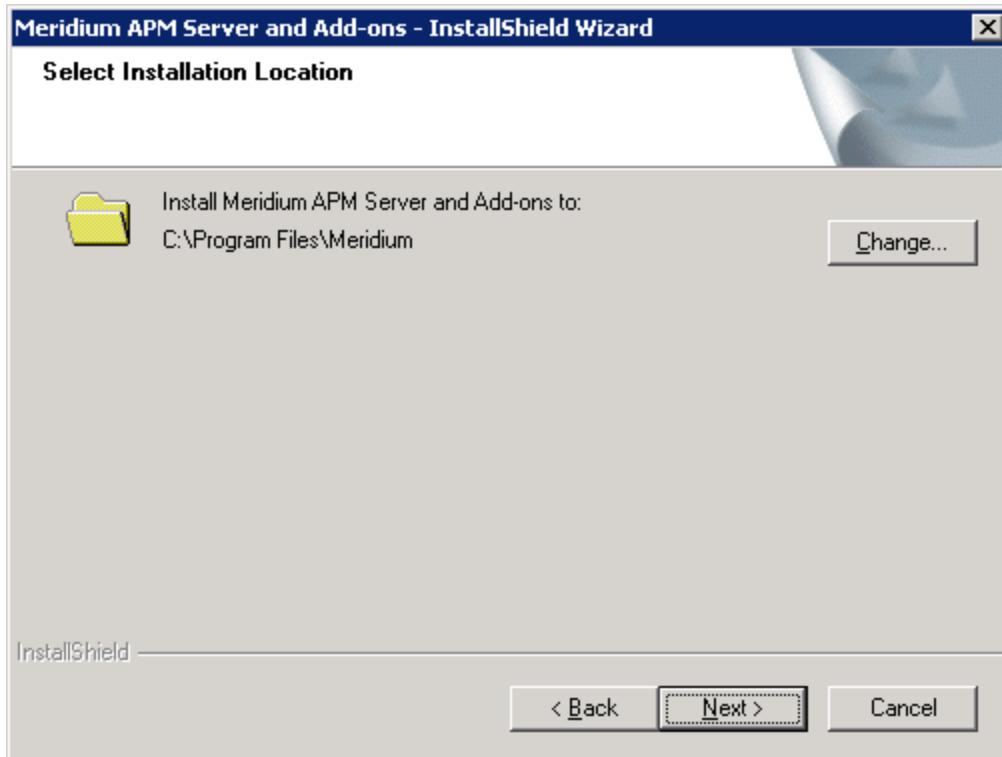 Meridium APM Server and Add-ons - InstallShield Wizard
Select Installation Location
Install Meridium APM Server and Add-ons to:
C:\Program Files\Meridium
Change...
InstallShield
< Back
Next >
Cancel